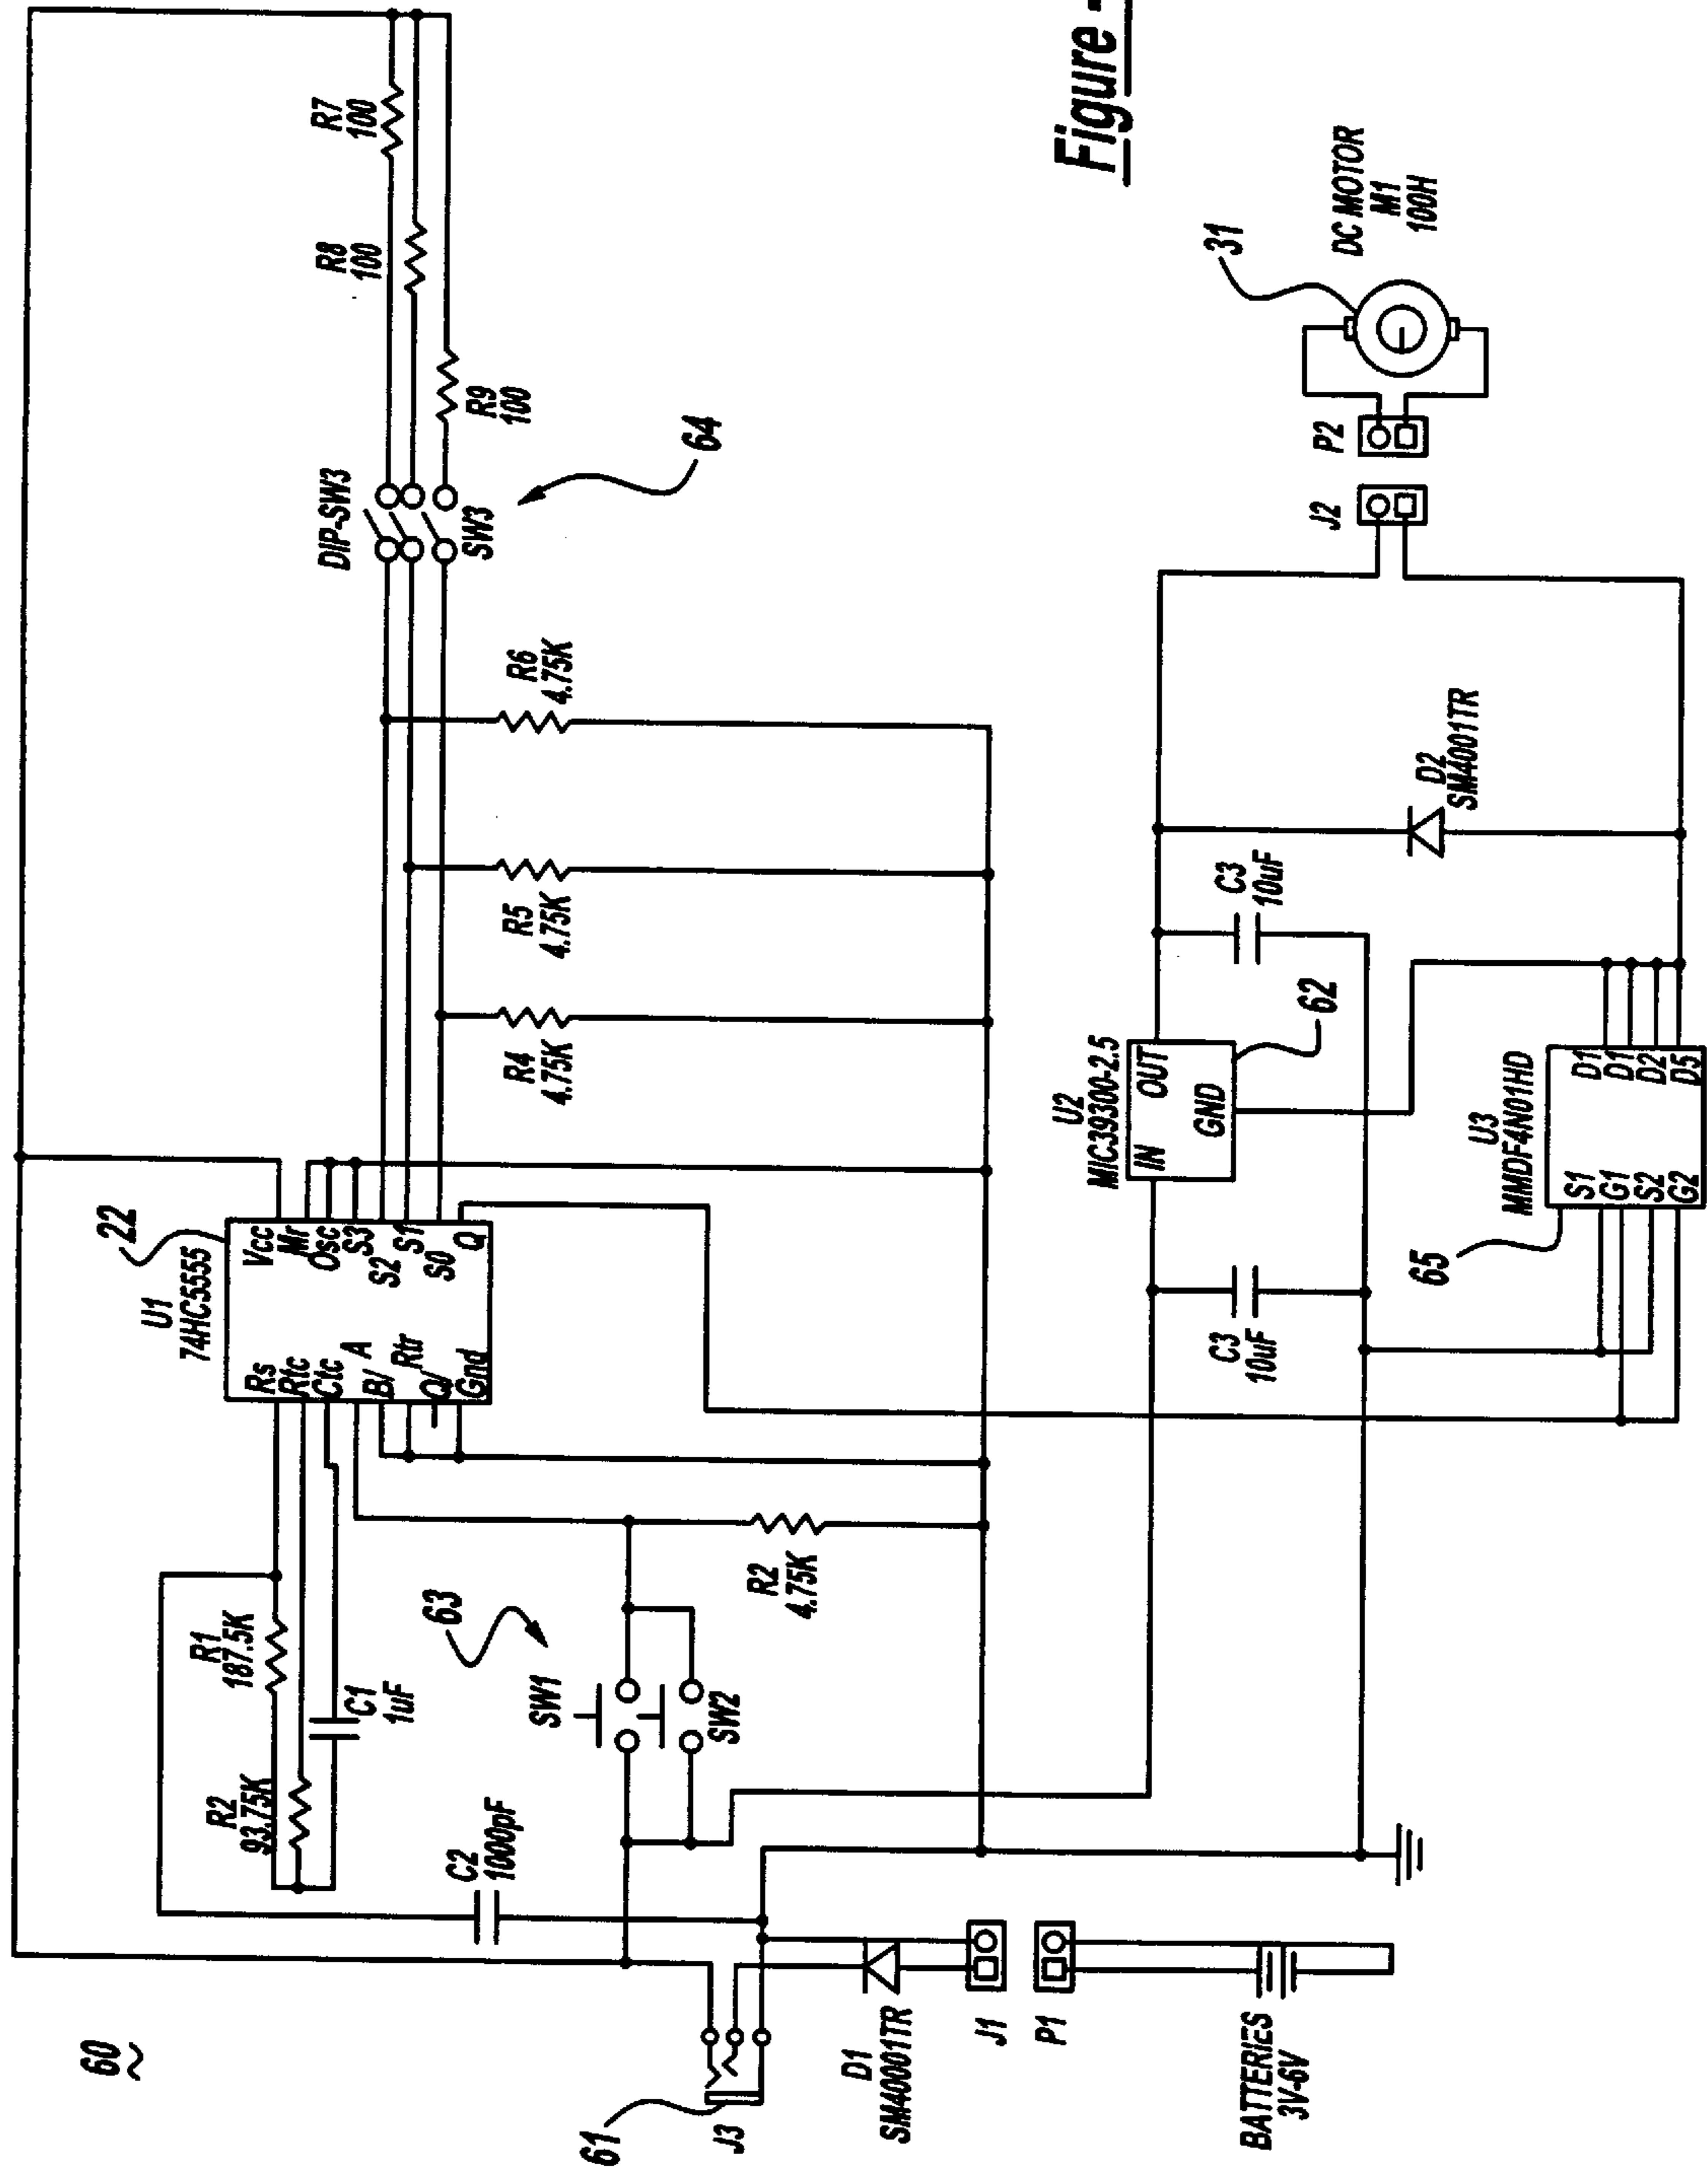 60
61
J3
D1
SM40001TR
J1
P1
BATTERIES
3V-6V
C2
1000pF
R2
93.75K
R1
187.5K
C1
1uF
63
SW1
SW2
R2
4.75K
22
U1
74HC5555
Rs
Rtc
Ctc
A
B/
Rtr
Q/
Gnd
Vcc
Mr
Osc
S3
S2
S1
S0
Q
R4
4.75K
R5
4.75K
R6
4.75K
DIP-SW3
SW3
64
R7
100
R8
100
R9
100
U2
MIC39300-2.5
IN
OUT
GND
62
C3
10uF
C3
10uF
65
U3
MMDF4N01HD
S1
G1
S2
G2
D1
D1
D2
D5
D2
SM4001TR
J2
P2
31
DC MOTOR
M1
100H
Figure -